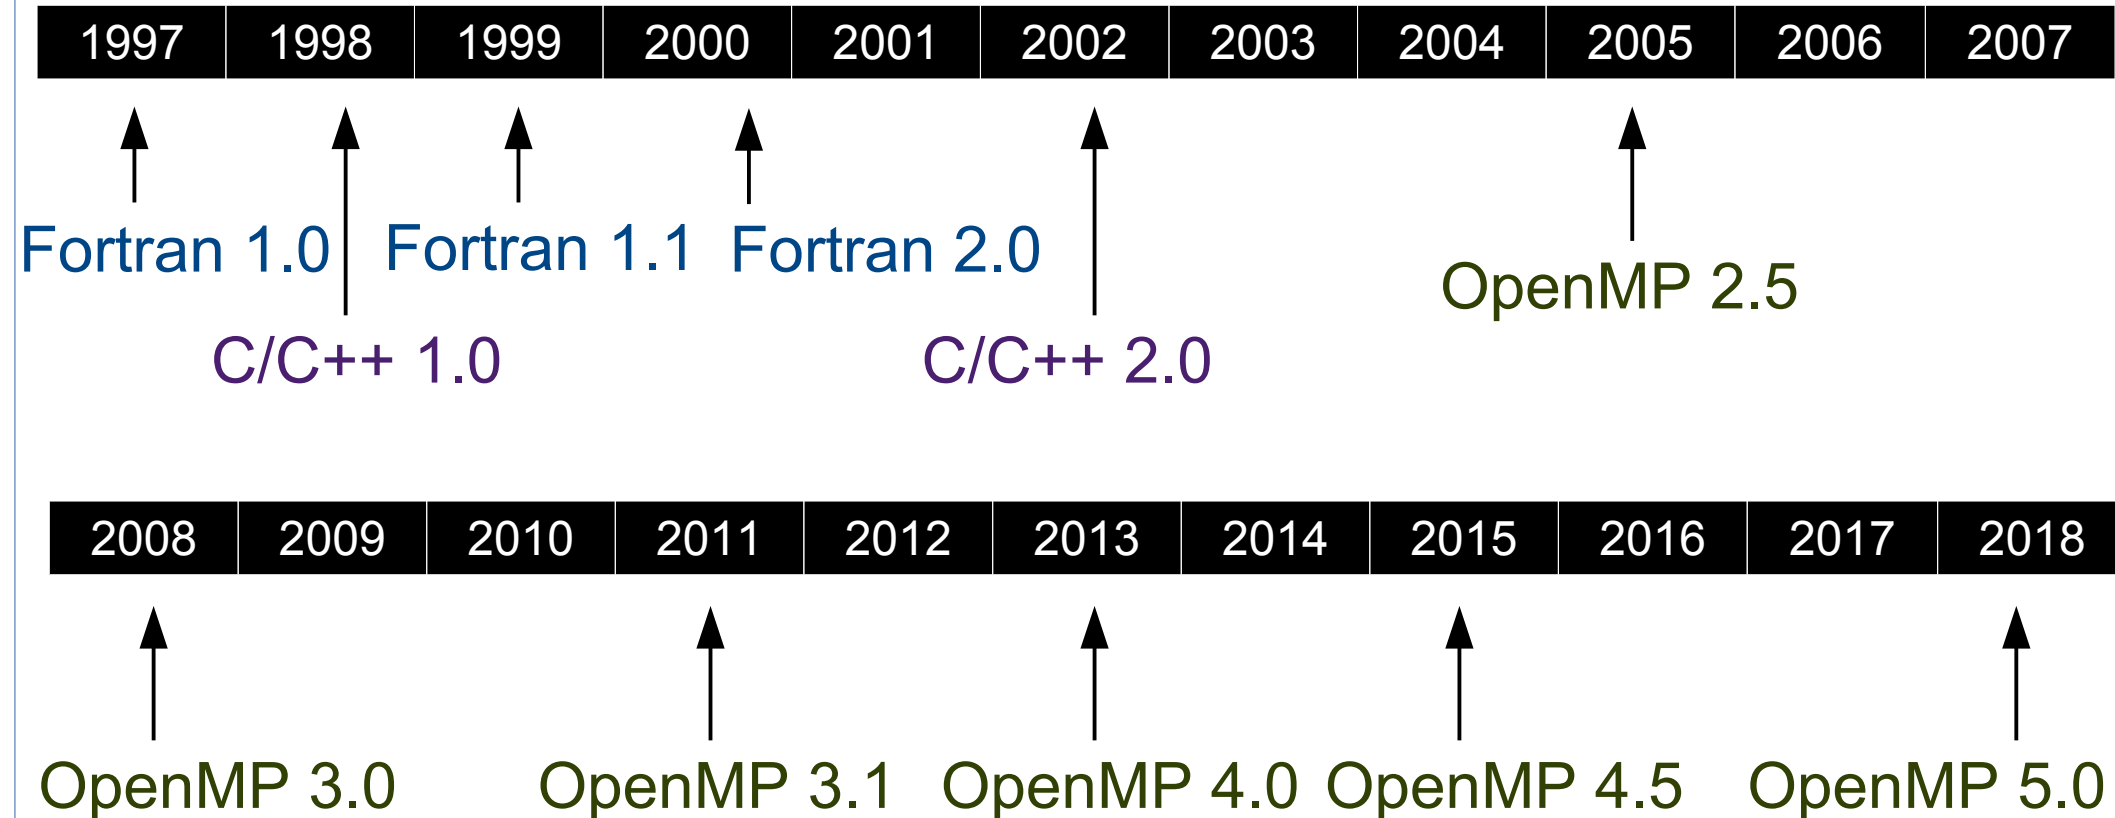 1997 1998 1999 2000 2001 2002 2003 2004 2005 2006 2007
Fortran 1.0 Fortran 1.1 Fortran 2.0
OpenMP 2.5
C/C++ 1.0 C/C++ 2.0
2008 2009 2010 2011 2012 2013 2014 2015 2016 2017 2018
OpenMP 3.0 OpenMP 3.1 OpenMP 4.0 OpenMP 4.5 OpenMP 5.0